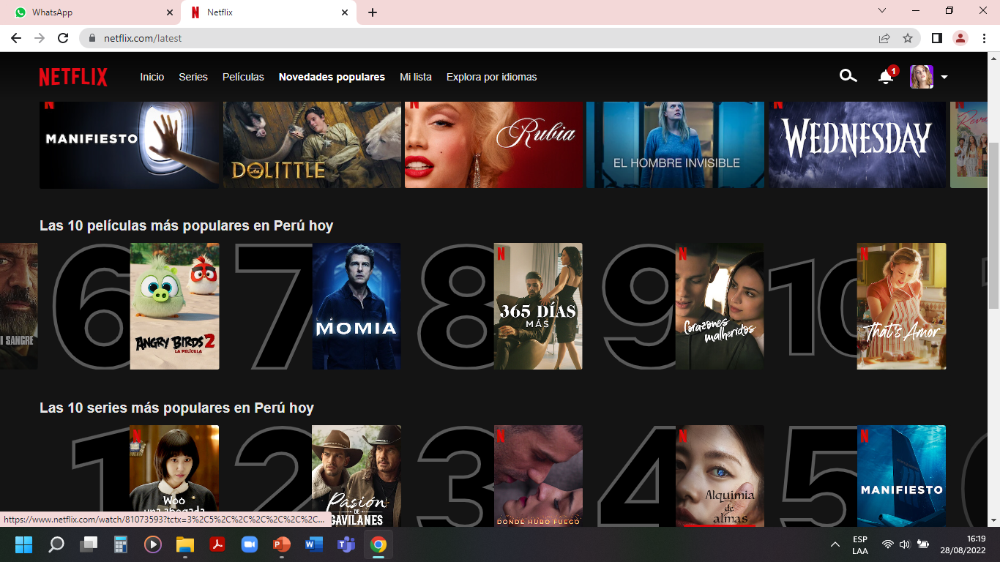 WhatsApp
Netflix
netflix.com/latest
NETFLIX
Inicio
Series
Películas
Novedades populares
Mi lista
Explora por idiomas
1
MANIFIESTO
DOLITTLE
Rubia
EL HOMBRE INVISIBLE
WEDNESDAY
Las 10 películas más populares en Perú hoy
I SANGRE
6
ANGRY BIRDS 2
LA PELÍCULA
7
LA
MOMIA
8
365 DÍAS
MÁS
9
Corazones
malheridos
10
That's Amor
Las 10 series más populares en Perú hoy
1
Woo
una abogada
2
Pasión
DE
GAVILANES
3
DONDE HUBO FUEGO
4
Alquimia
de
almas
5
MANIFIESTO
https://www.netflix.com/watch/81073593?tctx=3%2C5%2C%2C%2C%2C%2C%2C...
ESP
LAA
16:19
28/08/2022